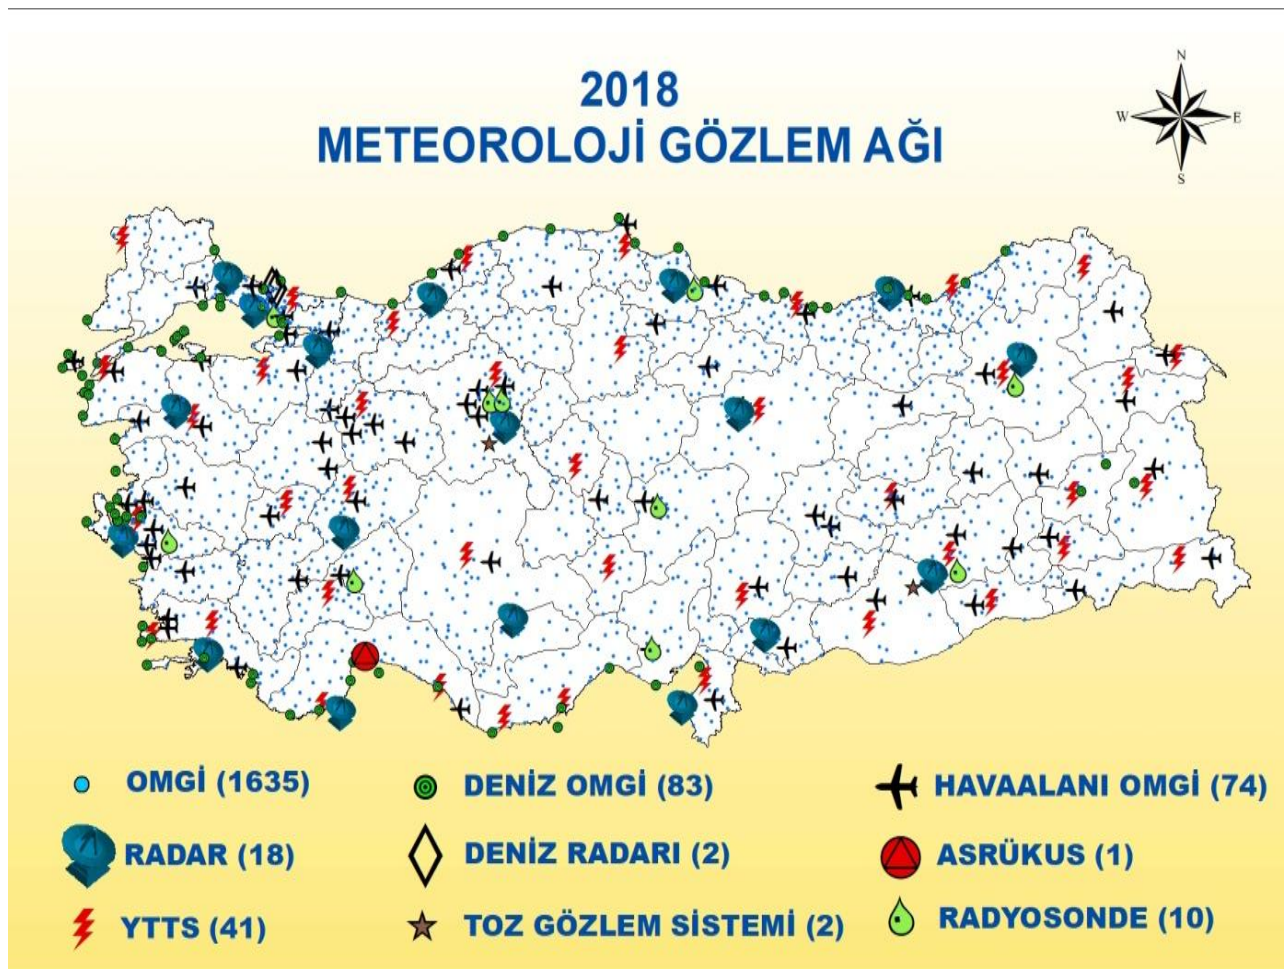 2018
METEOROLOJİ GÖZLEM AĞI
N
W E
S
OMGİ (1635)
DENİZ OMGİ (83)
HAVAALANI OMGİ (74)
RADAR (18)
DENİZ RADARI (2)
ASRÜKUS (1)
YTTS (41)
TOZ GÖZLEM SİSTEMİ (2)
RADYOSONDE (10)